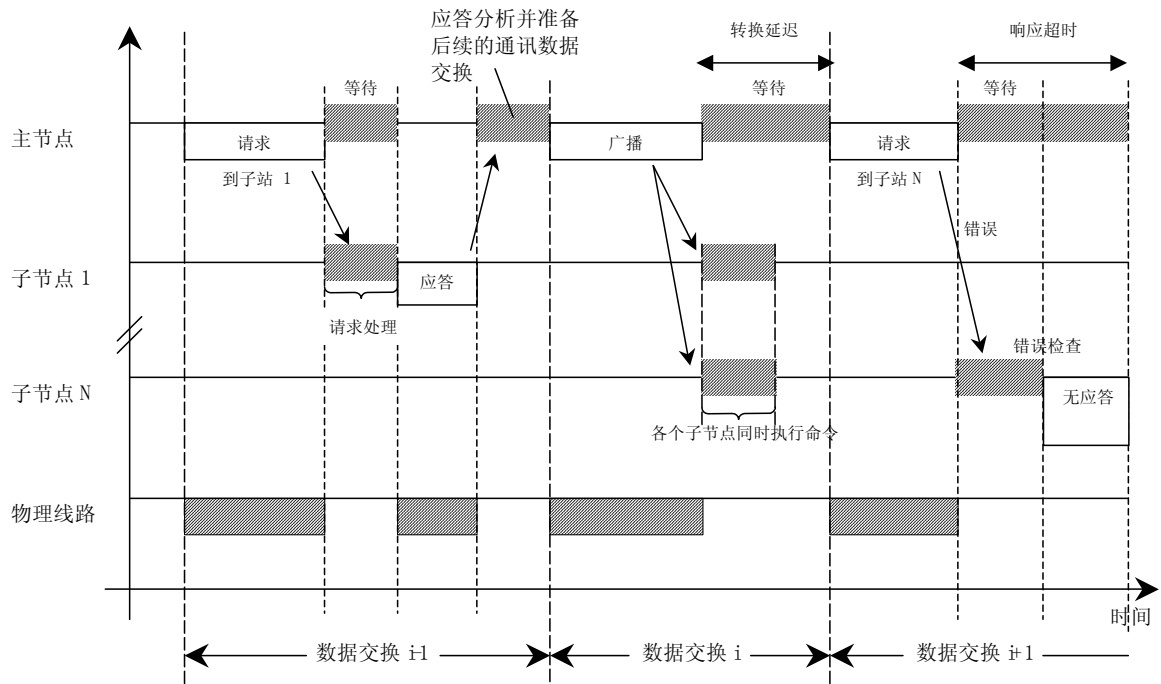 应答分析并准备
后续的通讯数据
交换
转换延迟
响应超时
等待
等待
等待
主节点
请求
广播
请求
到子站 1
到子站 N
错误
子节点 1
应答
请求处理
错误检查
子节点 N
无应答
各个子节点同时执行命令
物理线路
时间
数据交换 i-1
数据交换 i
数据交换 i+1